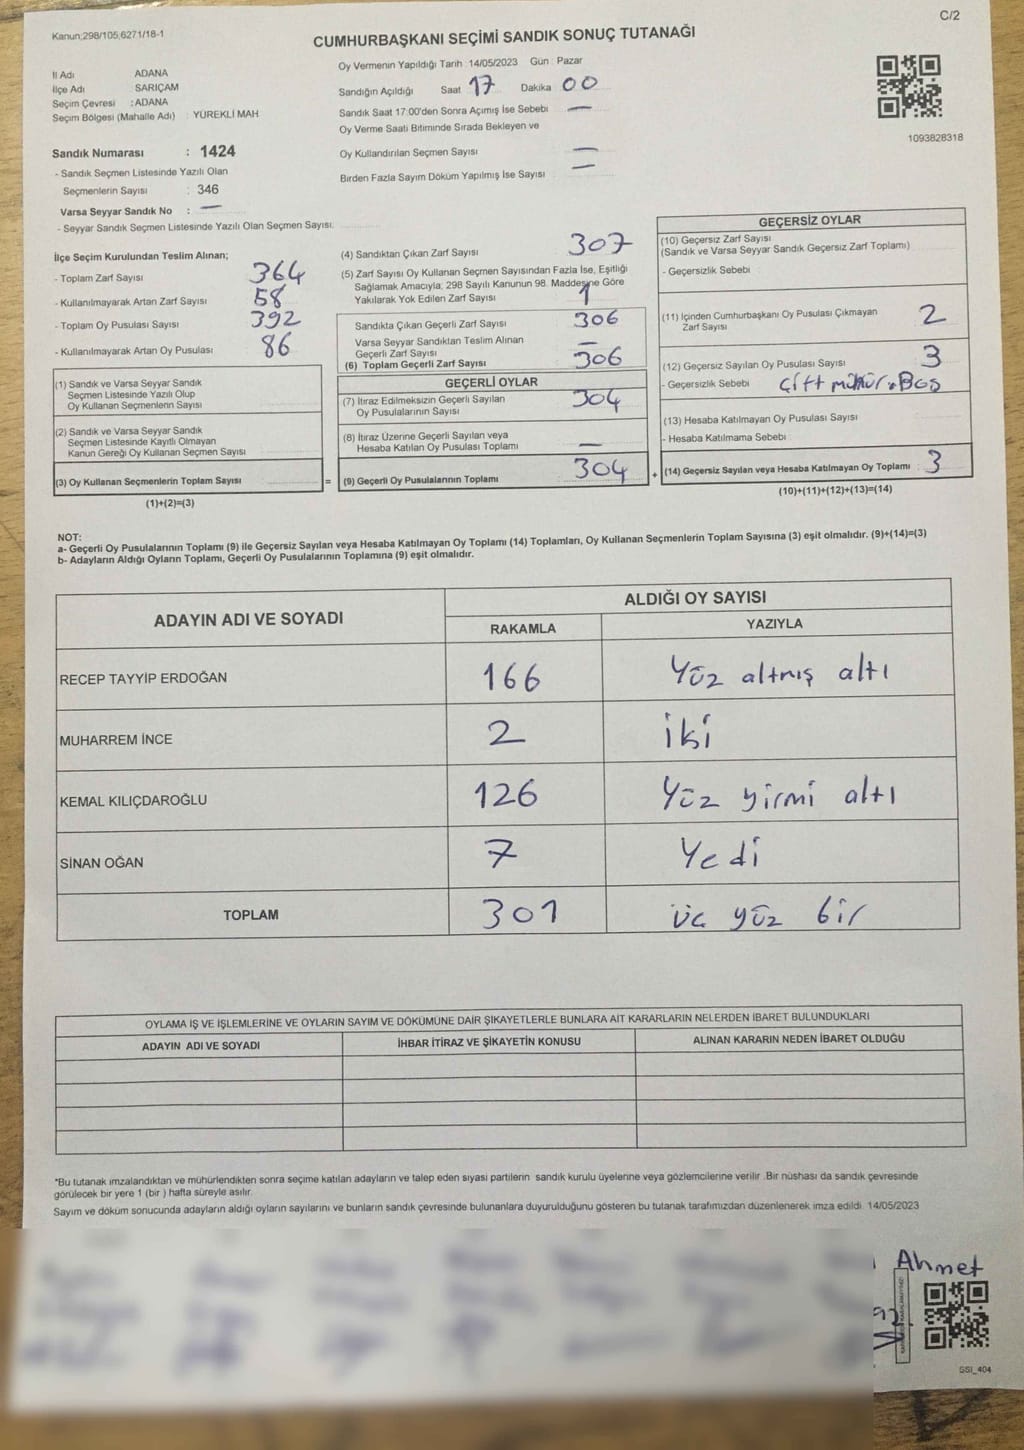 C/2
Kanun;298/105,6271/18-1
CUMHURBAŞKANI SEÇİMİ SANDIK SONUÇ TUTANAĞI
İl Adı ADANA
İlçe Adı SARIÇAM
Seçim Çevresi : ADANA
Seçim Bölgesi (Mahalle Adı) : YÜREKLİ MAH
Sandık Numarası : 1424
- Sandık Seçmen Listesinde Yazılı Olan
Seçmenlerin Sayısı : 346
Varsa Seyyar Sandık No : —
- Seyyar Sandık Seçmen Listesinde Yazılı Olan Seçmen Sayısı:
Oy Vermenin Yapıldığı Tarih : 14/05/2023 Gün : Pazar
Sandığın Açıldığı Saat 17 Dakika 00
Sandık Saat 17:00'den Sonra Açımış İse Sebebi —
Oy Verme Saati Bitiminde Sırada Bekleyen ve
Oy Kullandırılan Seçmen Sayısı —
Birden Fazla Sayım Döküm Yapılmış İse Sayısı —
1093828318
İlçe Seçim Kurulundan Teslim Alınan;
- Toplam Zarf Sayısı 364
- Kullanılmayarak Artan Zarf Sayısı 58
- Toplam Oy Pusulası Sayısı 392
- Kullanılmayarak Artan Oy Pusulası 86
(1) Sandık ve Varsa Seyyar Sandık
Seçmen Listesinde Yazılı Olup
Oy Kullanan Seçmenlerin Sayısı
(2) Sandık ve Varsa Seyyar Sandık
Seçmen Listesinde Kayıtlı Olmayan
Kanun Gereği Oy Kullanan Seçmen Sayısı
(3) Oy Kullanan Seçmenlerin Toplam Sayısı
=
(1)+(2)=(3)
(4) Sandıktan Çıkan Zarf Sayısı 307
(5) Zarf Sayısı Oy Kullanan Seçmen Sayısından Fazla İse, Eşitliği
Sağlamak Amacıyla; 298 Sayılı Kanunun 98. Maddesine Göre
Yakılarak Yok Edilen Zarf Sayısı 1
Sandıkta Çıkan Geçerli Zarf Sayısı 306
Varsa Seyyar Sandıktan Teslim Alınan
Geçerli Zarf Sayısı —
(6) Toplam Geçerli Zarf Sayısı 306
GEÇERLİ OYLAR
(7) İtiraz Edilmeksizin Geçerli Sayılan 304
Oy Pusulalarının Sayısı
(8) İtiraz Üzerine Geçerli Sayılan veya
Hesaba Katılan Oy Pusulası Toplamı —
(9) Geçerli Oy Pusulalarının Toplamı 304
+
GEÇERSİZ OYLAR
(10) Geçersiz Zarf Sayısı
(Sandık ve Varsa Seyyar Sandık Geçersiz Zarf Toplamı)
- Geçersizlik Sebebi
(11) İçinden Cumhurbaşkanı Oy Pusulası Çıkmayan 2
Zarf Sayısı
(12) Geçersiz Sayılan Oy Pusulası Sayısı 3
- Geçersizlik Sebebi Çift mühür
(13) Hesaba Katılmayan Oy Pusulası Sayısı
- Hesaba Katılmama Sebebi
(14) Geçersiz Sayılan veya Hesaba Katılmayan Oy Toplamı : 3
(10)+(11)+(12)+(13)=(14)
NOT:
a- Geçerli Oy Pusulalarının Toplamı (9) ile Geçersiz Sayılan veya Hesaba Katılmayan Oy Toplamı (14) Toplamları, Oy Kullanan Seçmenlerin Toplam Sayısına (3) eşit olmalıdır. (9)+(14)=(3)
b- Adayların Aldığı Oyların Toplamı, Geçerli Oy Pusulalarının Toplamına (9) eşit olmalıdır.
ADAYIN ADI VE SOYADI
ALDIĞI OY SAYISI
RAKAMLA YAZIYLA
RECEP TAYYİP ERDOĞAN 166 Yüz altmış altı
MUHARREM İNCE 2 iki
KEMAL KILIÇDAROĞLU 126 Yüz yirmi altı
SİNAN OĞAN 7 Yedi
TOPLAM 301 üç yüz bir
OYLAMA İŞ VE İŞLEMLERİNE VE OYLARIN SAYIM VE DÖKÜMÜNE DAİR ŞİKAYETLERLE BUNLARA AİT KARARLARIN NELERDEN İBARET BULUNDUKLARI
ADAYIN ADI VE SOYADI İHBAR İTİRAZ VE ŞİKAYETİN KONUSU ALINAN KARARIN NEDEN İBARET OLDUĞU
*Bu tutanak imzalandıktan ve mühürlendikten sonra seçime katılan adayların ve talep eden siyasi partilerin sandık kurulu üyelerine veya gözlemcilerine verilir .Bir nüshası da sandık çevresinde
görülecek bir yere 1 (bir ) hafta süreyle asılır.
Sayım ve döküm sonucunda adayların aldığı oyların sayılarını ve bunların sandık çevresinde bulunanlara duyurulduğunu gösteren bu tutanak tarafımızdan düzenlenerek imza edildi. 14/05/2023
Ahmet
SSI_404